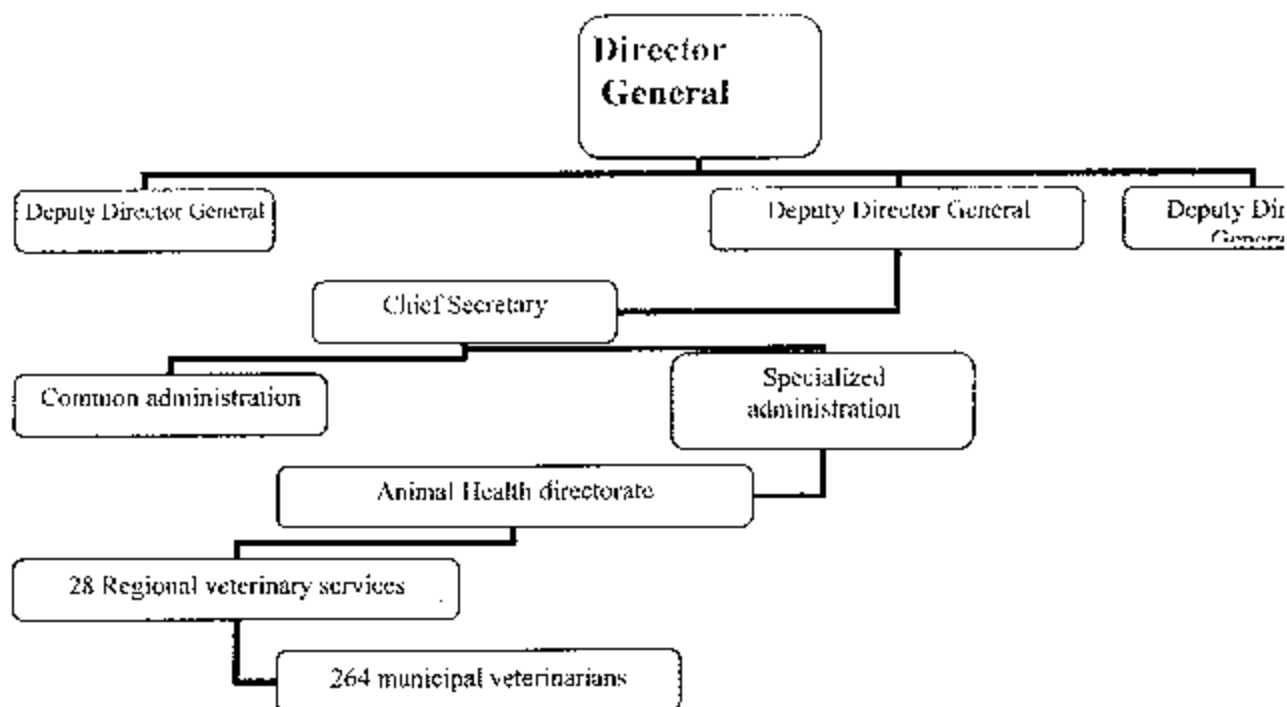 Director
General
Deputy Director General
Deputy Director General
Deputy Dir
General
Chief Secretary
Common administration
Specialized
administration
Animal Health directorate
28 Regional veterinary services
264 municipal veterinarians